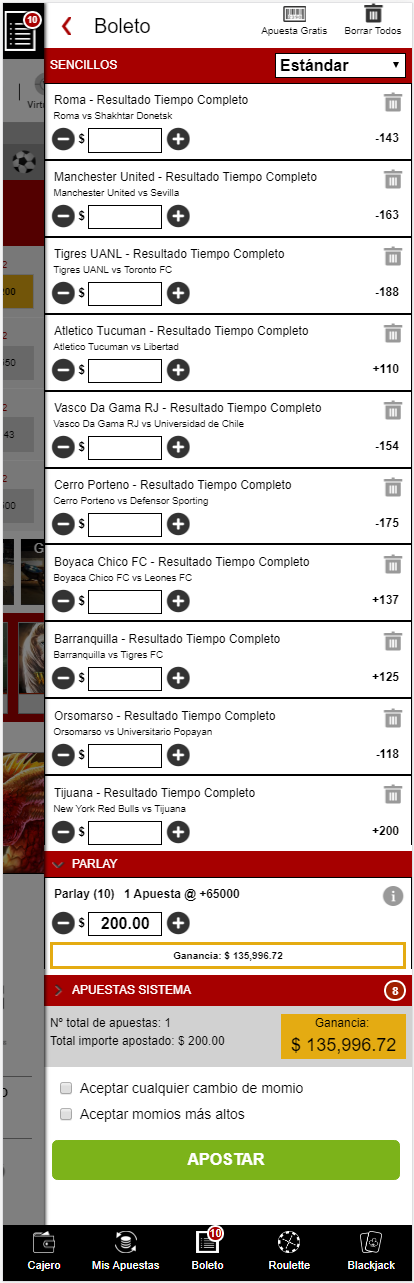 10
Boleto
Apuesta Gratis
Borrar Todos
SENCILLOS
Estándar
Roma - Resultado Tiempo Completo
Roma vs Shakhtar Donetsk
$
-143
Manchester United - Resultado Tiempo Completo
Manchester United vs Sevilla
$
-163
Tigres UANL - Resultado Tiempo Completo
Tigres UANL vs Toronto FC
$
-188
Atletico Tucuman - Resultado Tiempo Completo
Atletico Tucuman vs Libertad
$
+110
Vasco Da Gama RJ - Resultado Tiempo Completo
Vasco Da Gama RJ vs Universidad de Chile
$
-154
Cerro Porteno - Resultado Tiempo Completo
Cerro Porteno vs Defensor Sporting
$
-175
Boyaca Chico FC - Resultado Tiempo Completo
Boyaca Chico FC vs Leones FC
$
+137
Barranquilla - Resultado Tiempo Completo
Barranquilla vs Tigres FC
$
+125
Orsomarso - Resultado Tiempo Completo
Orsomarso vs Universitario Popayan
$
-118
Tijuana - Resultado Tiempo Completo
New York Red Bulls vs Tijuana
$
+200
PARLAY
Parlay (10) 1 Apuesta @ +65000
$ 200.00
Ganancia: $ 135,996.72
APUESTAS SISTEMA
8
Nº total de apuestas: 1
Total importe apostado: $ 200.00
Ganancia:
$ 135,996.72
Aceptar cualquier cambio de momio
Aceptar momios más altos
APOSTAR
10
Cajero
Mis Apuestas
Boleto
Roulette
Blackjack